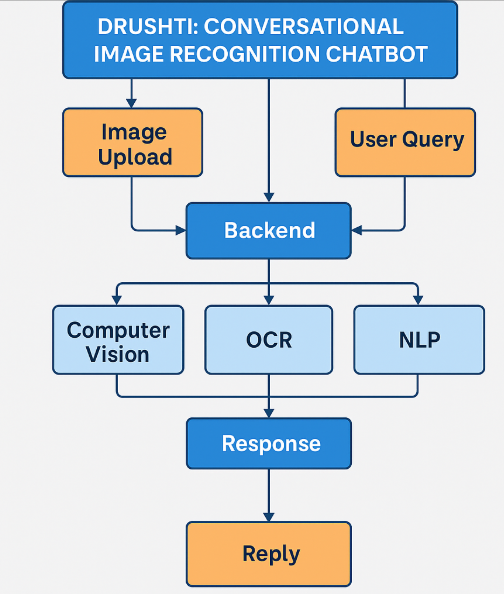 DRUSHTI: CONVERSATIONAL
IMAGE RECOGNITION CHATBOT
Image
Upload
User Query
Backend
Computer
Vision
OCR
NLP
Response
Reply